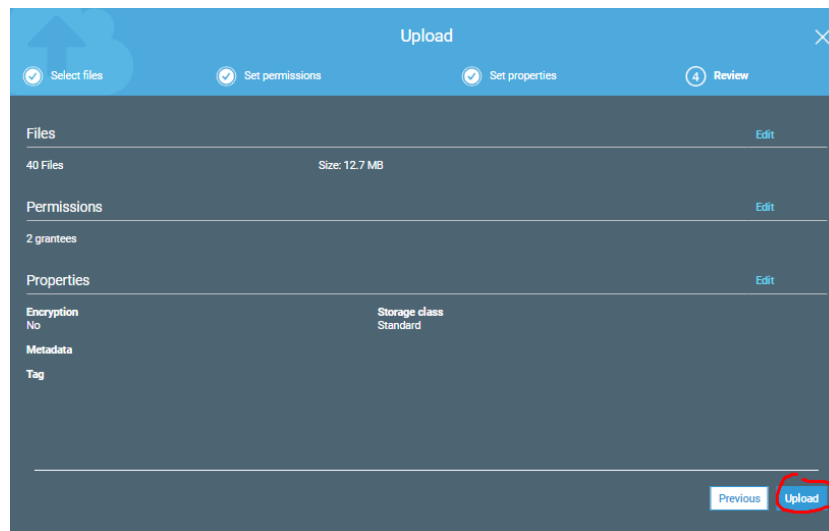 Upload
Select files Set permissions Set properties 4 Review
Files Edit
40 Files Size: 12.7 MB
Permissions Edit
2 grantees
Properties Edit
Encryption Storage class
No Standard
Metadata
Tag
Previous Upload